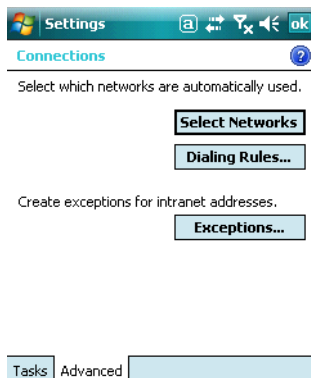 Settings a ok
Connections ?
Select which networks are automatically used.
Select Networks
Dialing Rules...
Create exceptions for intranet addresses.
Exceptions...
Tasks Advanced